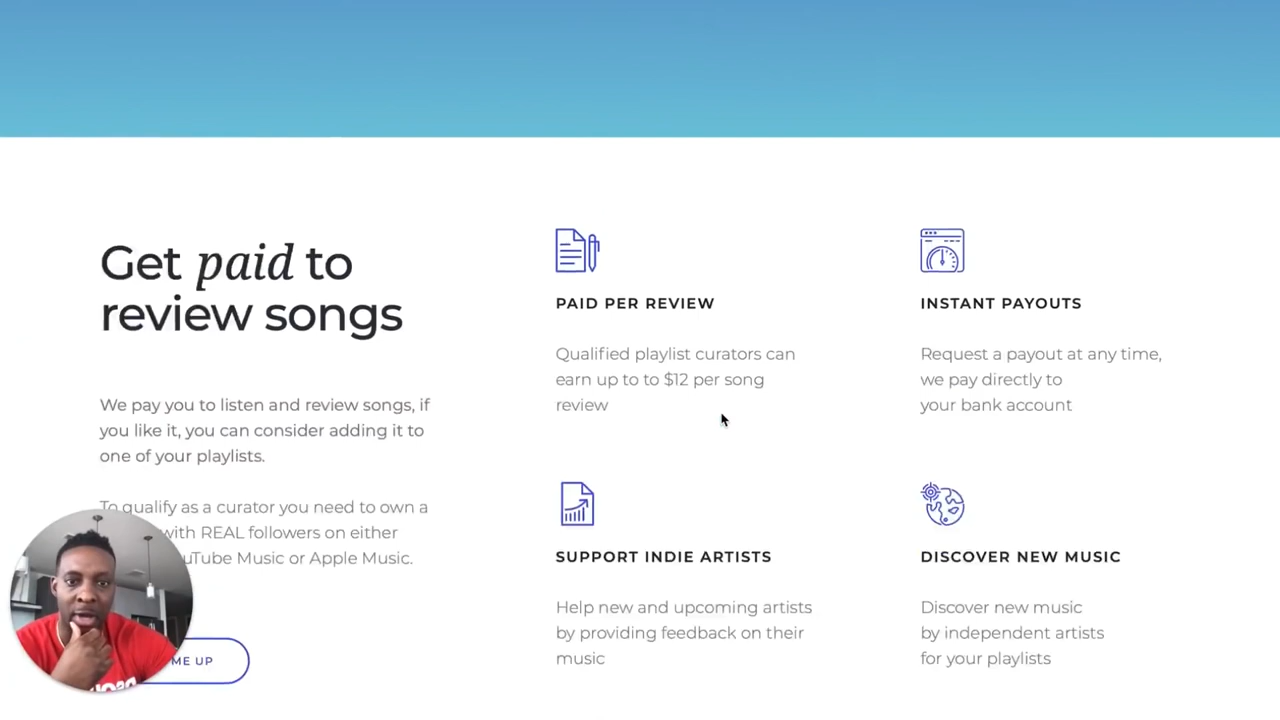 Get paid to
review songs
We pay you to listen and review songs, if
you like it, you can consider adding it to
one of your playlists.
To qualify as a curator you need to own a
with REAL followers on either
Music or Apple Music.
ME UP
PAID PER REVIEW
Qualified playlist curators can
earn up to to $12 per song
review
INSTANT PAYOUTS
Request a payout at any time,
we pay directly to
your bank account
SUPPORT INDIE ARTISTS
Help new and upcoming artists
by providing feedback on their
music
DISCOVER NEW MUSIC
Discover new music
by independent artists
for your playlists